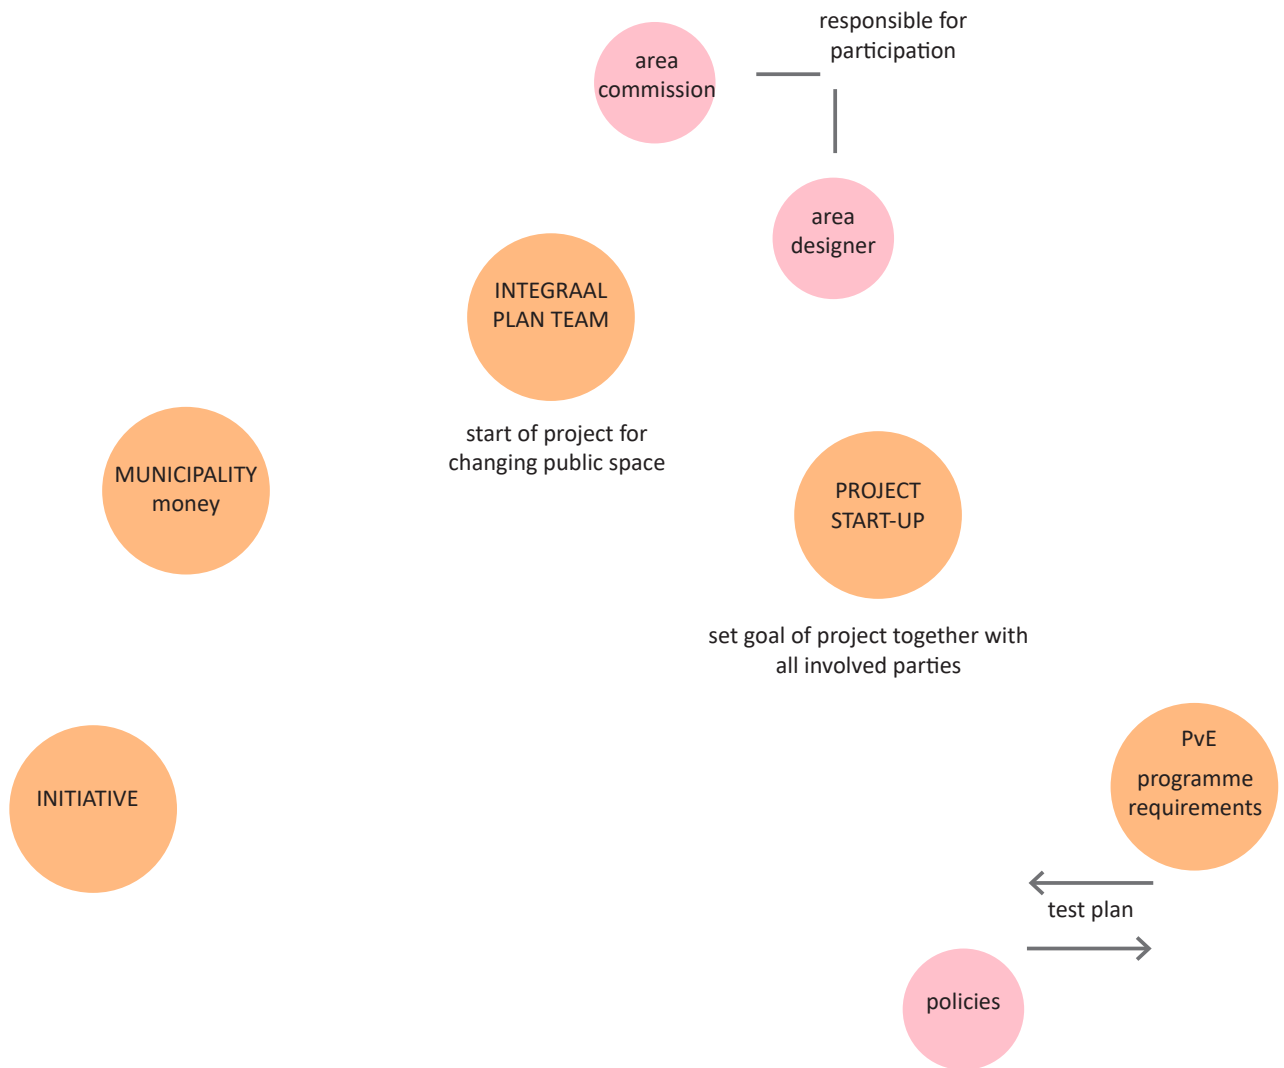 responsible for
participation
area
commission
area
designer
INTEGRAAL
PLAN TEAM
start of project for
changing public space
MUNICIPALITY
money
PROJECT
START-UP
set goal of project together with
all involved parties
INITIATIVE
PvE
programme
requirements
test plan
policies